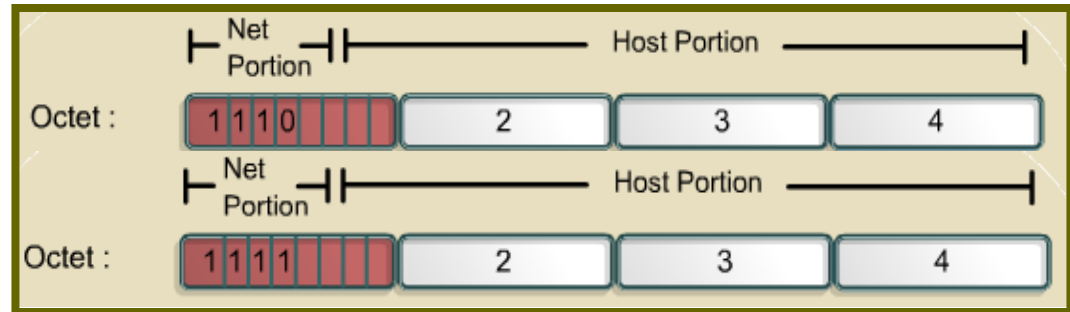 Net
Portion
Host Portion
Octet :
1 1 1 0
2
3
4
Net
Portion
Host Portion
Octet :
1 1 1 1
2
3
4